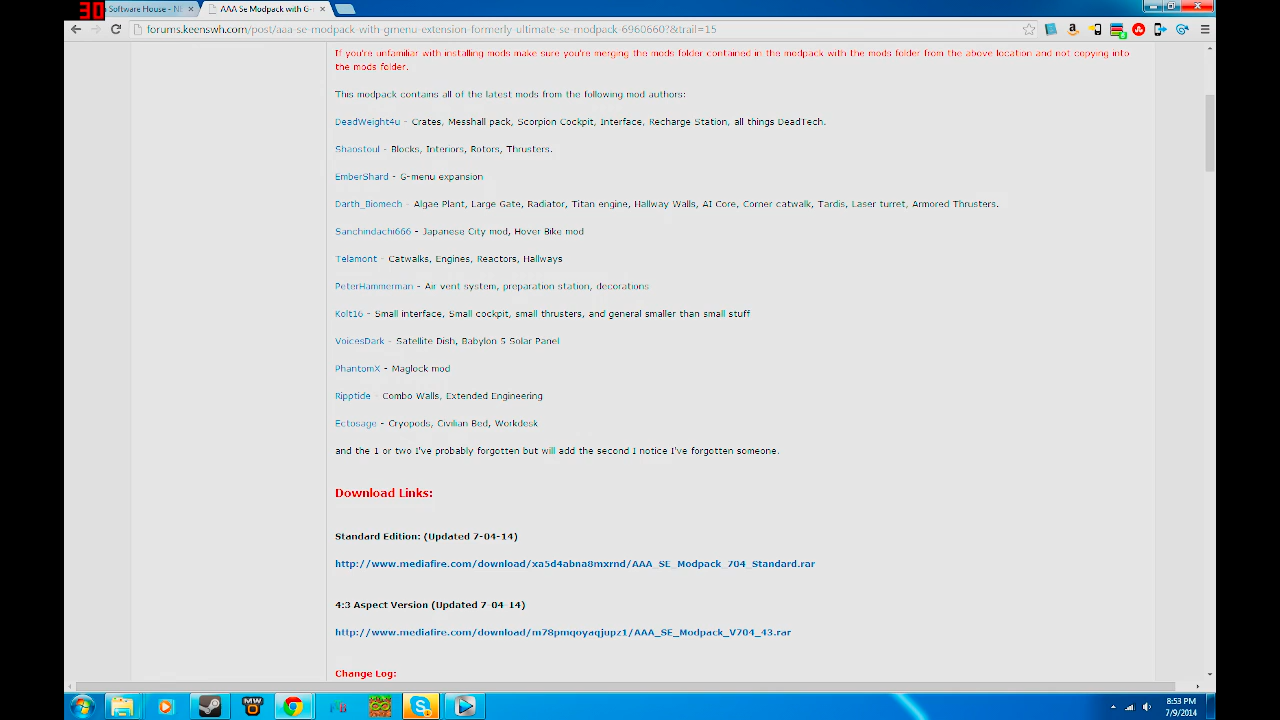 30
Software House - N
AAA Se Modpack with G-
forums.keenswh.com/post/aaa-se-modpack-with-gmenu-extension-formerly-ultimate-se-modpack-6960660?&trail=15
If you're unfamiliar with installing mods make sure you're merging the mods folder contained in the modpack with the mods folder from the above location and not copying into
the mods folder.
This modpack contains all of the latest mods from the following mod authors:
DeadWeight4u - Crates, Messhall pack, Scorpion Cockpit, Interface, Recharge Station, all things DeadTech.
Shaostoul - Blocks, Interiors, Rotors, Thrusters.
EmberShard - G-menu expansion
Darth_Biomech - Algae Plant, Large Gate, Radiator, Titan engine, Hallway Walls, AI Core, Corner catwalk, Tardis, Laser turret, Armored Thrusters.
Sanchindachi666 - Japanese City mod, Hover Bike mod
Telamont - Catwalks, Engines, Reactors, Hallways
PeterHammerman - Air vent system, preparation station, decorations
Kolt16 - Small interface, Small cockpit, small thrusters, and general smaller than small stuff
VoicesDark - Satellite Dish, Babylon 5 Solar Panel
PhantomX - Maglock mod
Ripptide - Combo Walls, Extended Engineering
Ectosage - Cryopods, Civilian Bed, Workdesk
and the 1 or two I've probably forgotten but will add the second I notice I've forgotten someone.
Download Links:
Standard Edition: (Updated 7-04-14)
http://www.mediafire.com/download/xa5d4abna8mxrnd/AAA_SE_Modpack_704_Standard.rar
4:3 Aspect Version (Updated 7-04-14)
http://www.mediafire.com/download/m78pmqoyaqjupz1/AAA_SE_Modpack_V704_43.rar
Change Log:
8:53 PM
7/9/2014